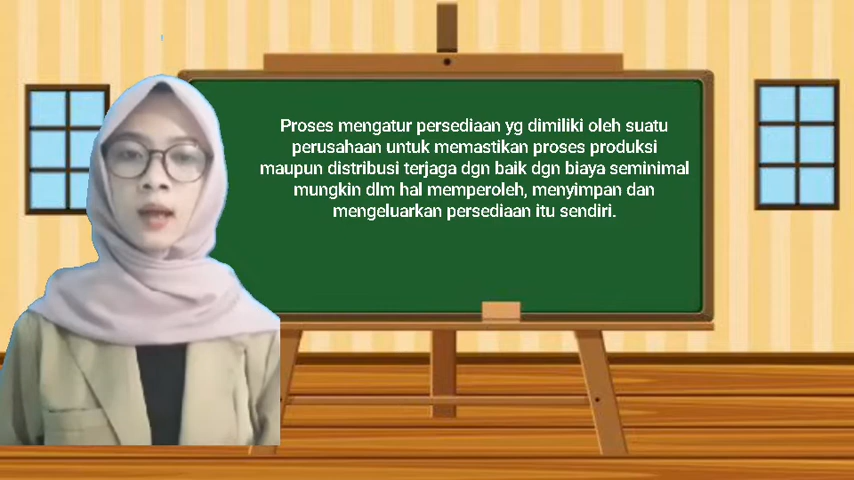 Proses mengatur persediaan yg dimiliki oleh suatu
perusahaan untuk memastikan proses produksi
maupun distribusi terjaga dgn baik dgn biaya seminimal
mungkin dlm hal memperoleh, menyimpan dan
mengeluarkan persediaan itu sendiri.